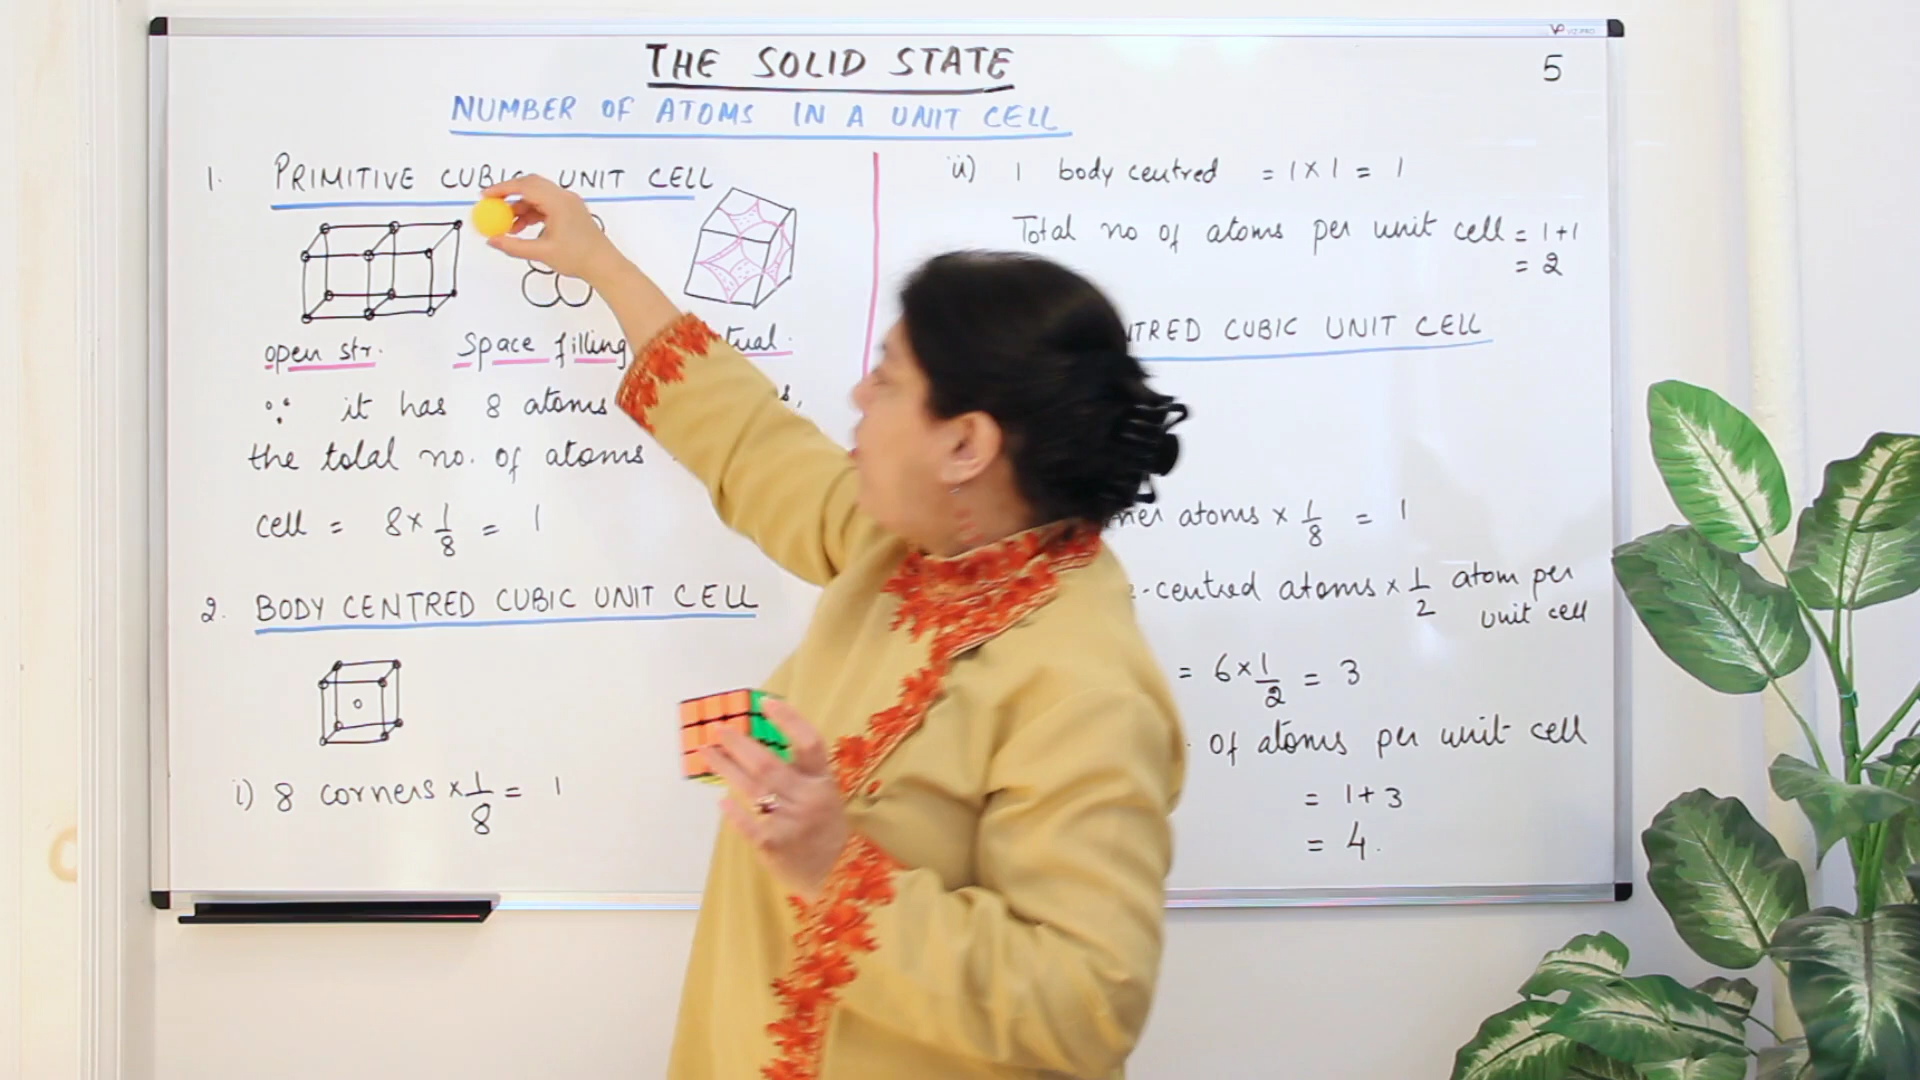 VIZ-PRO
THE SOLID STATE
5
NUMBER OF ATOMS IN A UNIT CELL
1. PRIMITIVE CUBIC UNIT CELL
open str. Space filling
∵ it has 8 atoms
the total no. of atoms
cell = 8 × 1/8 = 1
2. BODY CENTRED CUBIC UNIT CELL
i) 8 corners × 1/8 = 1
ii) 1 body centred = 1 × 1 = 1
Total no of atoms per unit cell = 1+1
= 2
CUBIC UNIT CELL
atoms × 1/8 = 1
-centred atoms × 1/2 atom per
unit cell
= 6 × 1/2 = 3
of atoms per unit cell
= 1+3
= 4.